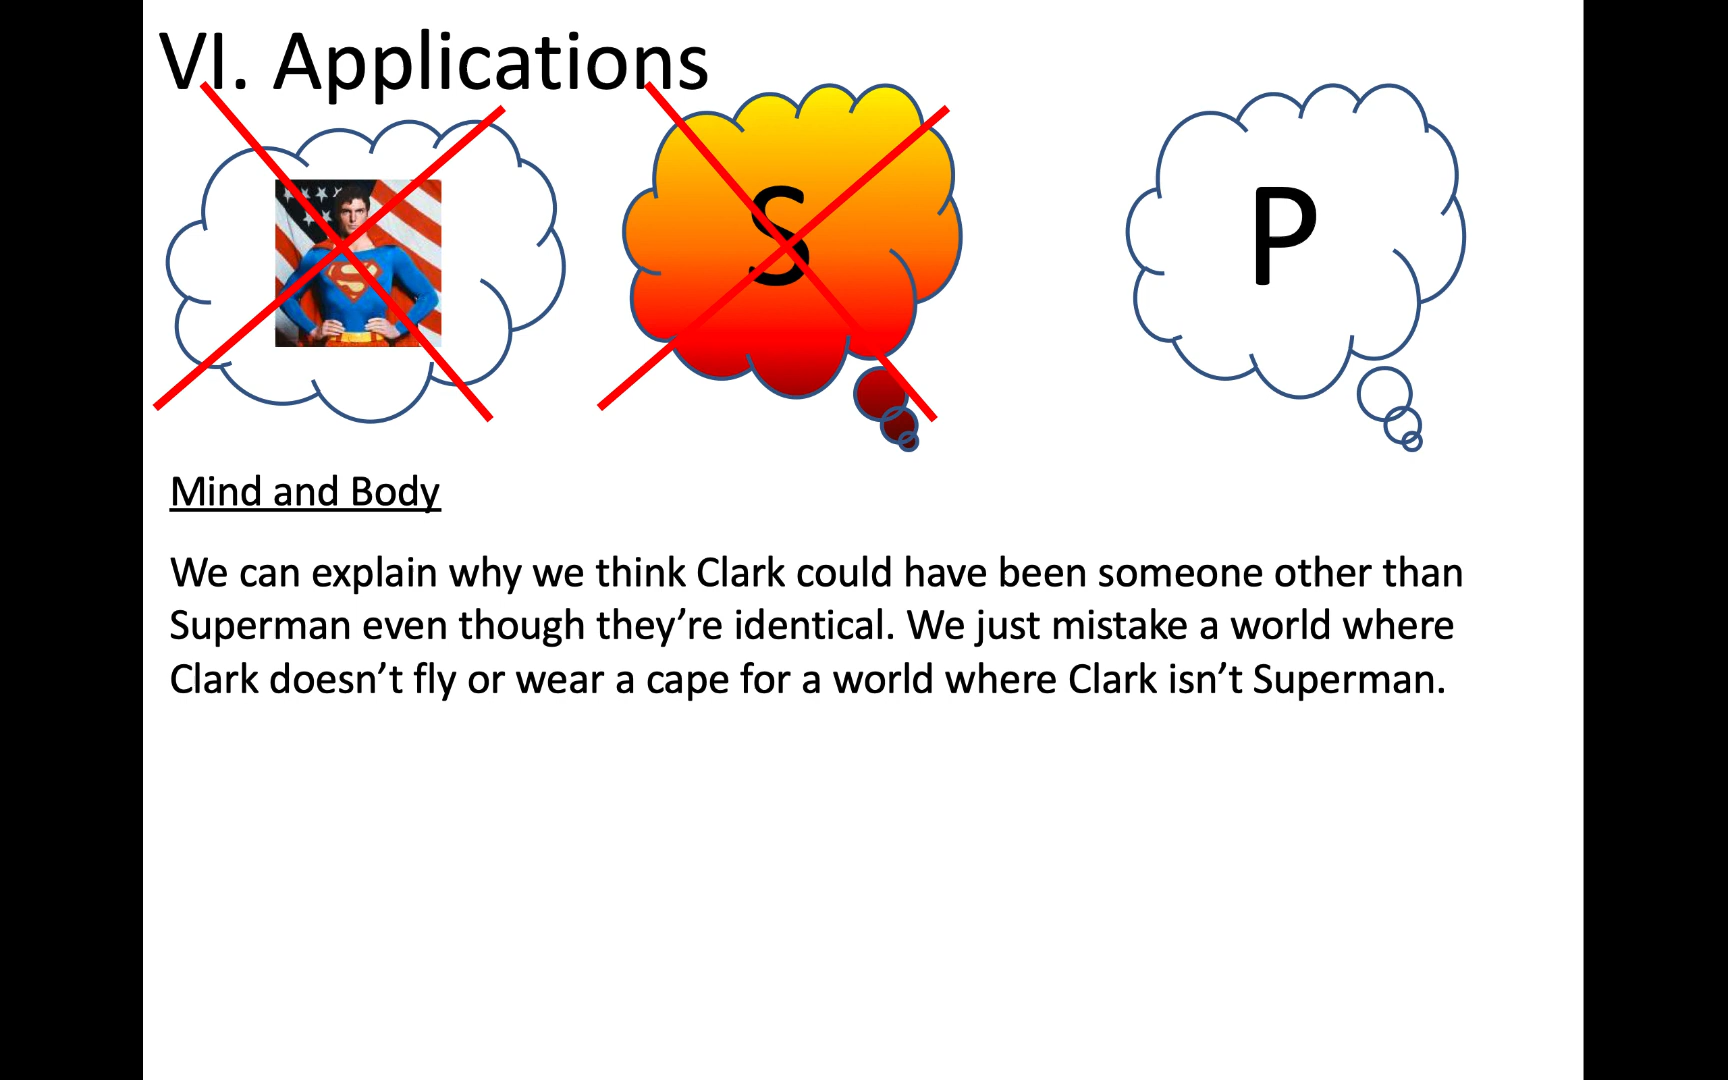 VI. Applications
S
P
Mind and Body
We can explain why we think Clark could have been someone other than
Superman even though they’re identical. We just mistake a world where
Clark doesn’t fly or wear a cape for a world where Clark isn’t Superman.